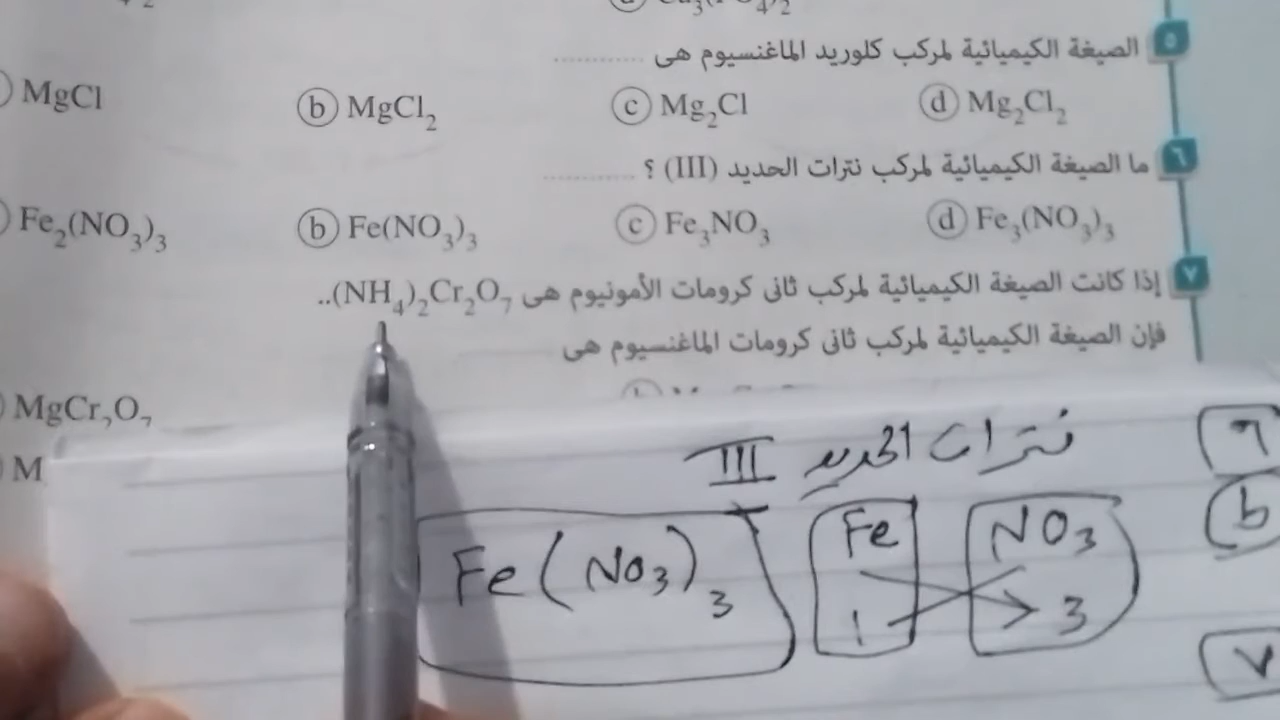 ٥ الصيغة الكيميائية لمركب كلوريد الماغنسيوم هى ............
MgCl ⓑ MgCl₂ ⓒ Mg₂Cl ⓓ Mg₂Cl₂
٦ ما الصيغة الكيميائية لمركب نترات الحديد (III) ؟ ............
Fe₂(NO₃)₃ ⓑ Fe(NO₃)₃ ⓒ Fe₃NO₃ ⓓ Fe₃(NO₃)₃
٧ إذا كانت الصيغة الكيميائية لمركب ثانى كرومات الأمونيوم هى (NH₄)₂Cr₂O₇..
فإن الصيغة الكيميائية لمركب ثانى كرومات الماغنسيوم هى
MgCr₂O₇
M
٦ نترات الحديد III
b
Fe NO₃
1 3
Fe(NO₃)₃
٧